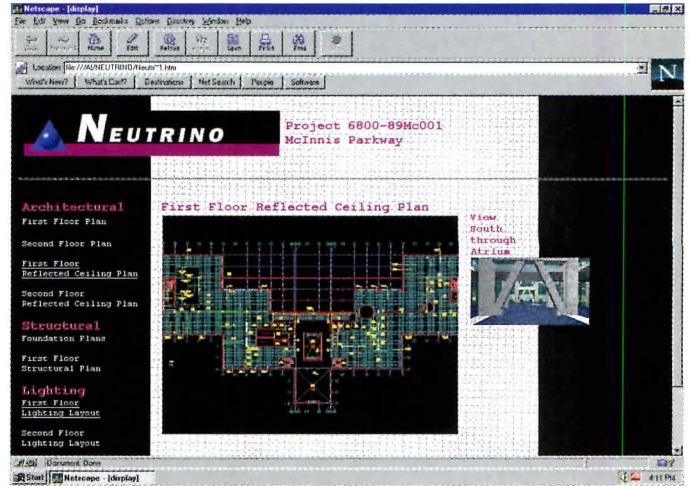 Netscape - [display]
File Edit View Go Bookmarks Options Directory Window Help
Home Edit Reload Open Print Find
Location: file:///A|/NEUTRINO/Neutr~1.htm
What's New? What's Cool? Destinations Net Search People Software
N
NEUTRINO
Project 6800-89Mc001
McInnis Parkway
Architectural
First Floor Plan
Second Floor Plan
First Floor
Reflected Ceiling Plan
Second Floor
Reflected Ceiling Plan
Structural
Foundation Plans
First Floor
Structural Plan
Lighting
First Floor
Lighting Layout
Second Floor
Lighting Layout
First Floor Reflected Ceiling Plan
View
South
through
Atrium
Document: Done
Start Netscape - [display] 4:11 PM